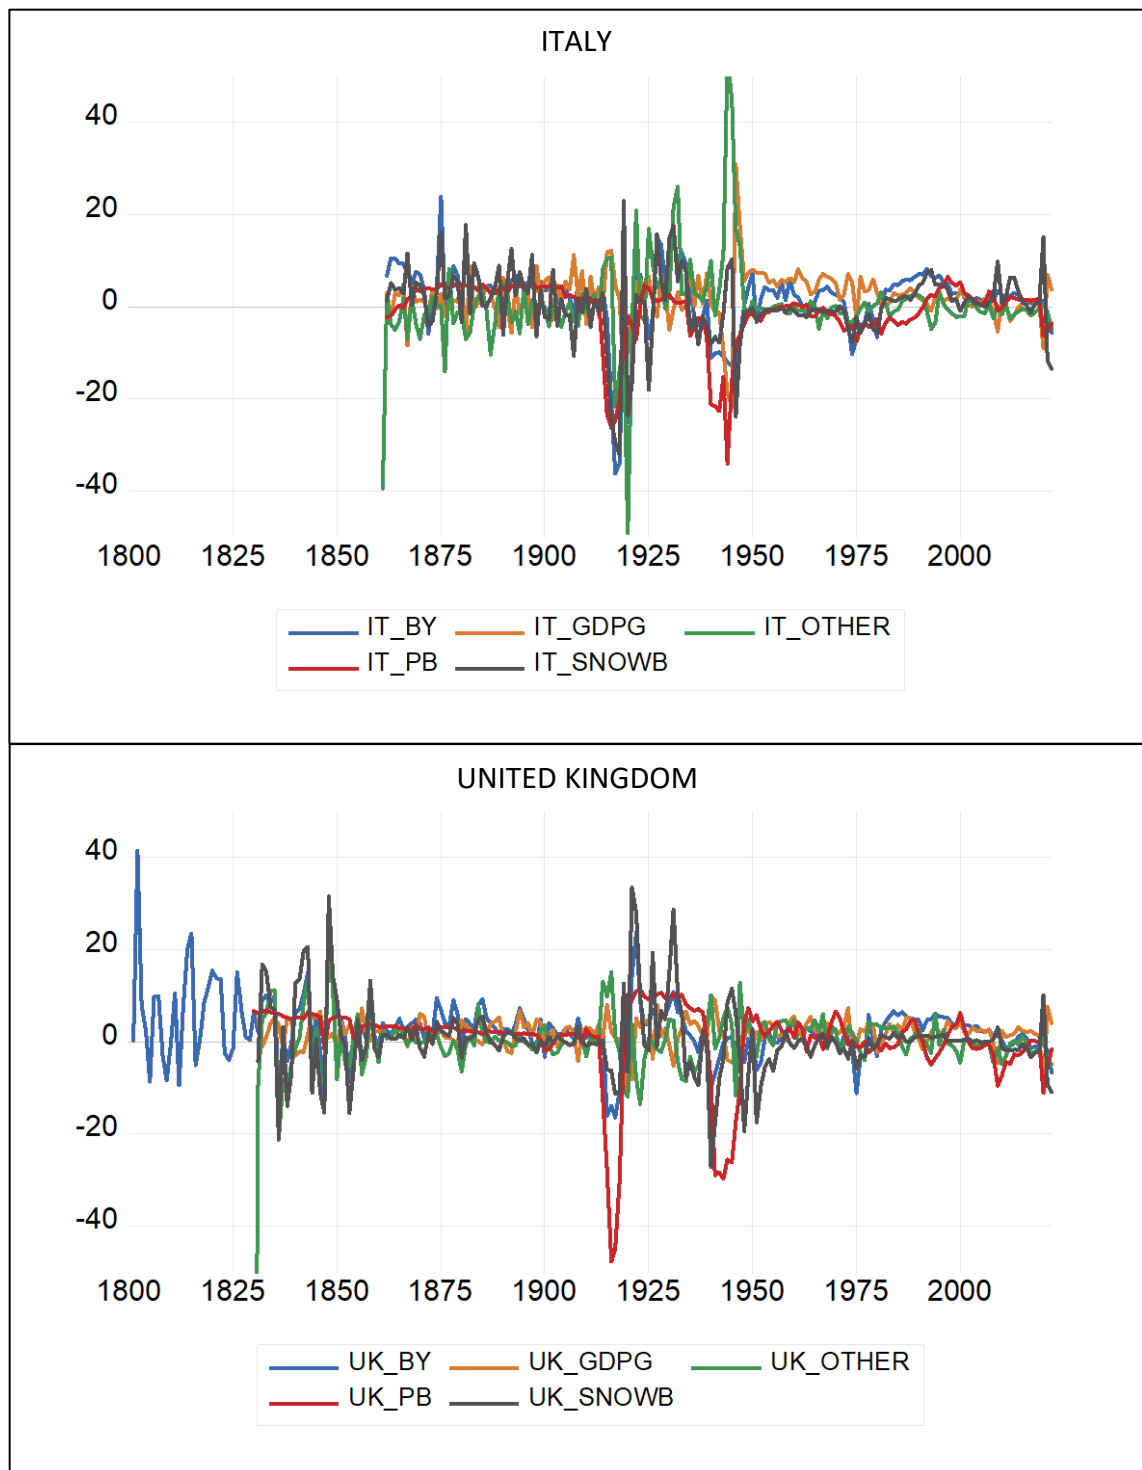 ITALY
40
20
0
-20
-40
1800 1825 1850 1875 1900 1925 1950 1975 2000
IT_BY IT_GDPG IT_OTHER
IT_PB IT_SNOWB
UNITED KINGDOM
40
20
0
-20
-40
1800 1825 1850 1875 1900 1925 1950 1975 2000
UK_BY UK_GDPG UK_OTHER
UK_PB UK_SNOWB